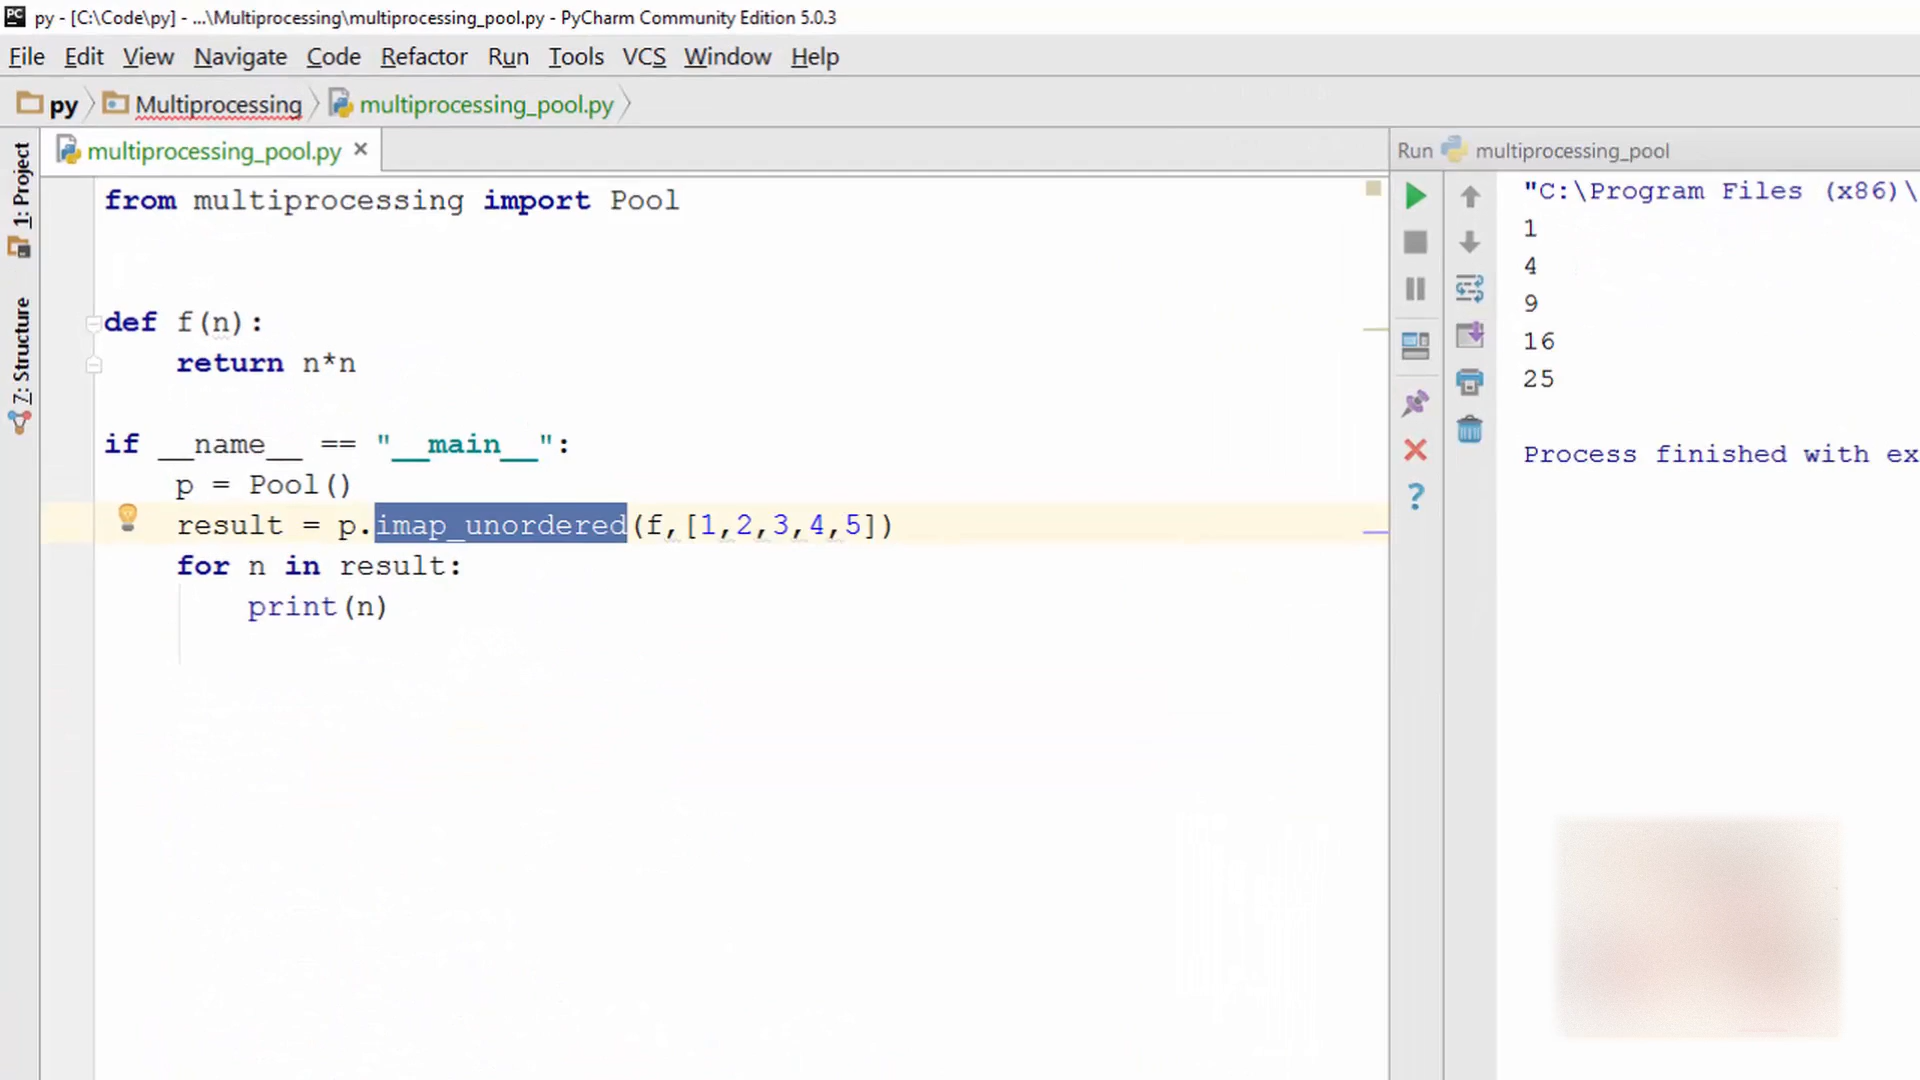 py - [C:\Code\py] - ...\Multiprocessing\multiprocessing_pool.py - PyCharm Community Edition 5.0.3
File Edit View Navigate Code Refactor Run Tools VCS Window Help
py Multiprocessing multiprocessing_pool.py
1: Project
7: Structure
multiprocessing_pool.py
from multiprocessing import Pool
def f(n):
    return n*n
if __name__ == "__main__":
    p = Pool()
    result = p.imap_unordered(f,[1,2,3,4,5])
    for n in result:
        print(n)
Run multiprocessing_pool
"C:\Program Files (x86)\
1
4
9
16
25
Process finished with ex